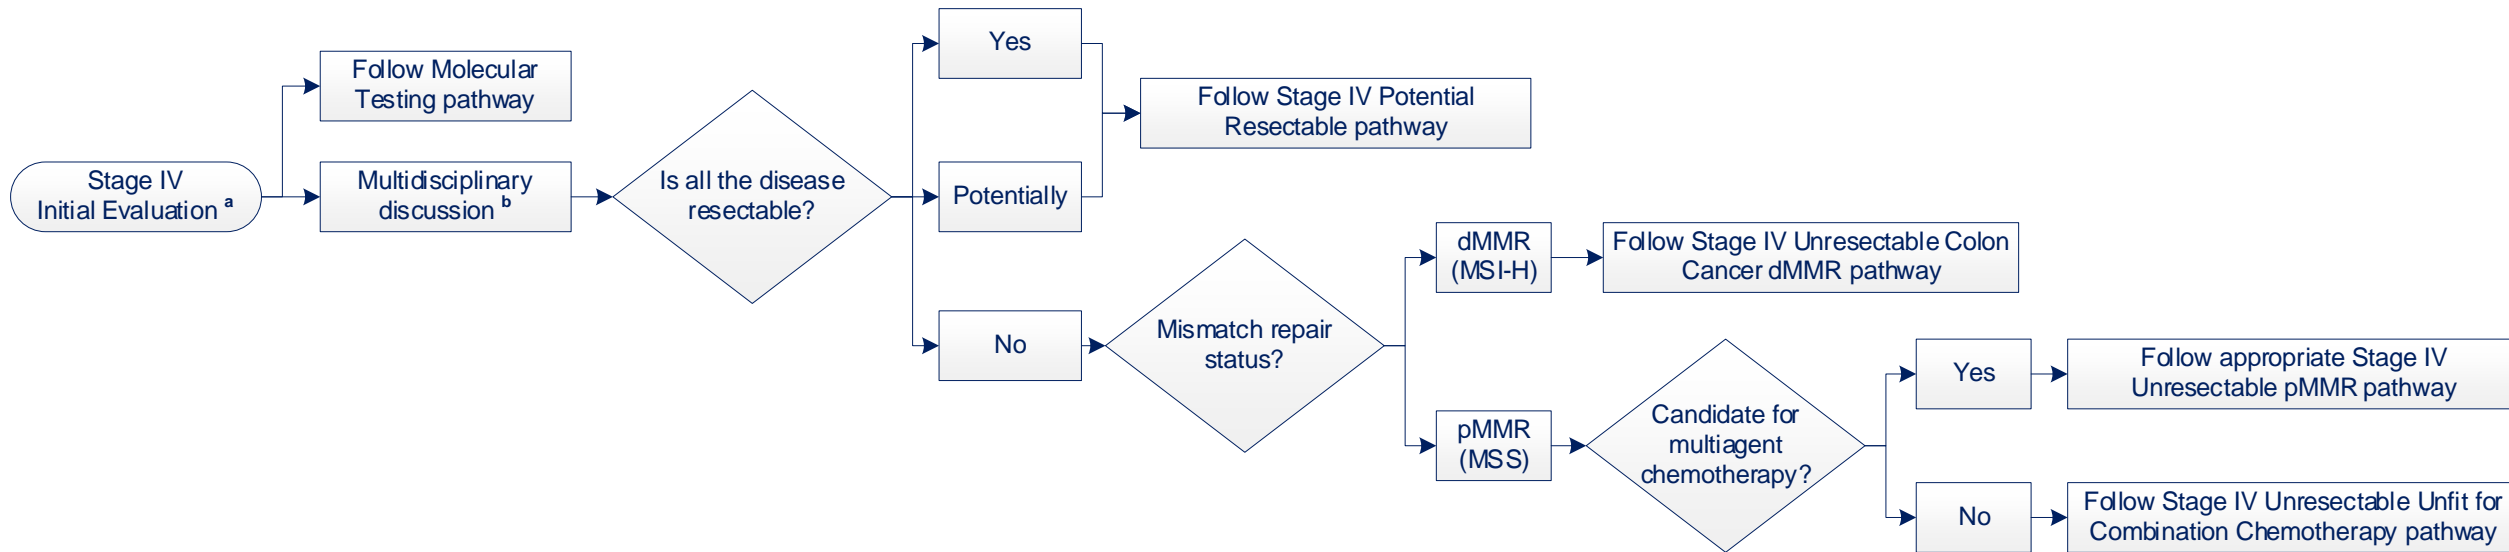 Stage IV
Initial Evaluation a
Follow Molecular
Testing pathway
Multidisciplinary
discussion b
Is all the disease
resectable?
Yes
Potentially
No
Follow Stage IV Potential
Resectable pathway
Mismatch repair
status?
dMMR
(MSI-H)
Follow Stage IV Unresectable Colon
Cancer dMMR pathway
pMMR
(MSS)
Candidate for
multiagent
chemotherapy?
Yes
Follow appropriate Stage IV
Unresectable pMMR pathway
No
Follow Stage IV Unresectable Unfit for
Combination Chemotherapy pathway